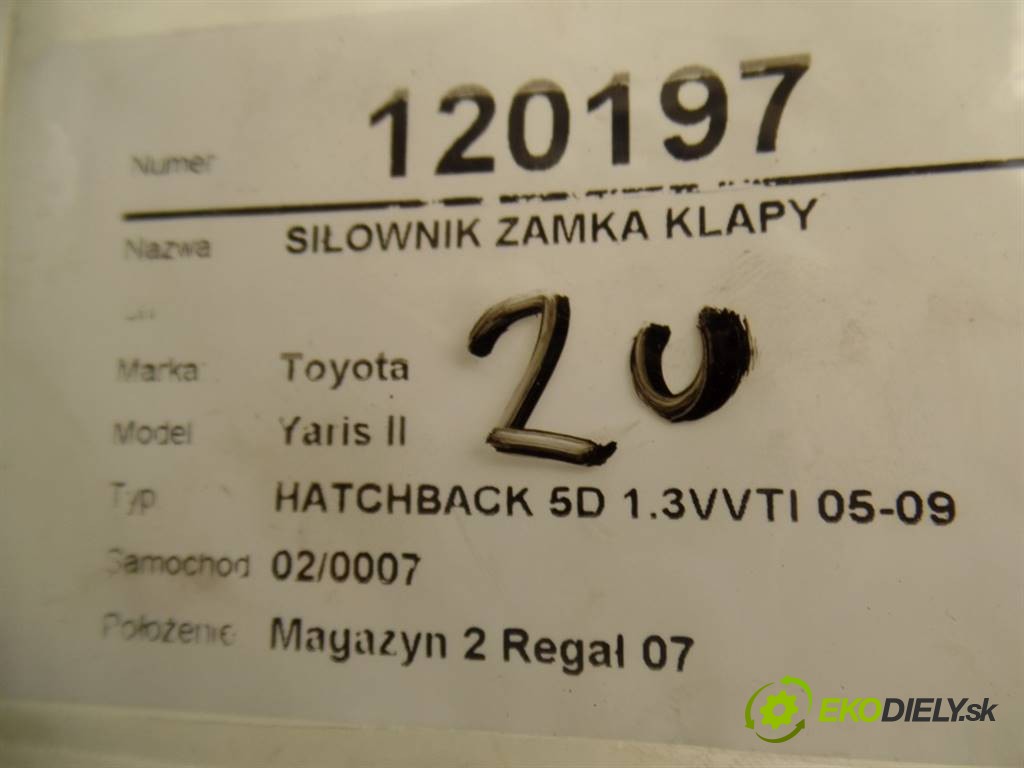 Numer 120197
Nazwa SIŁOWNIK ZAMKA KLAPY
20
Marka Toyota
Model Yaris II
Typ HATCHBACK 5D 1.3VVTI 05-09
Samochod 02/0007
Położenie Magazyn 2 Regał 07
EKODIELY.sk